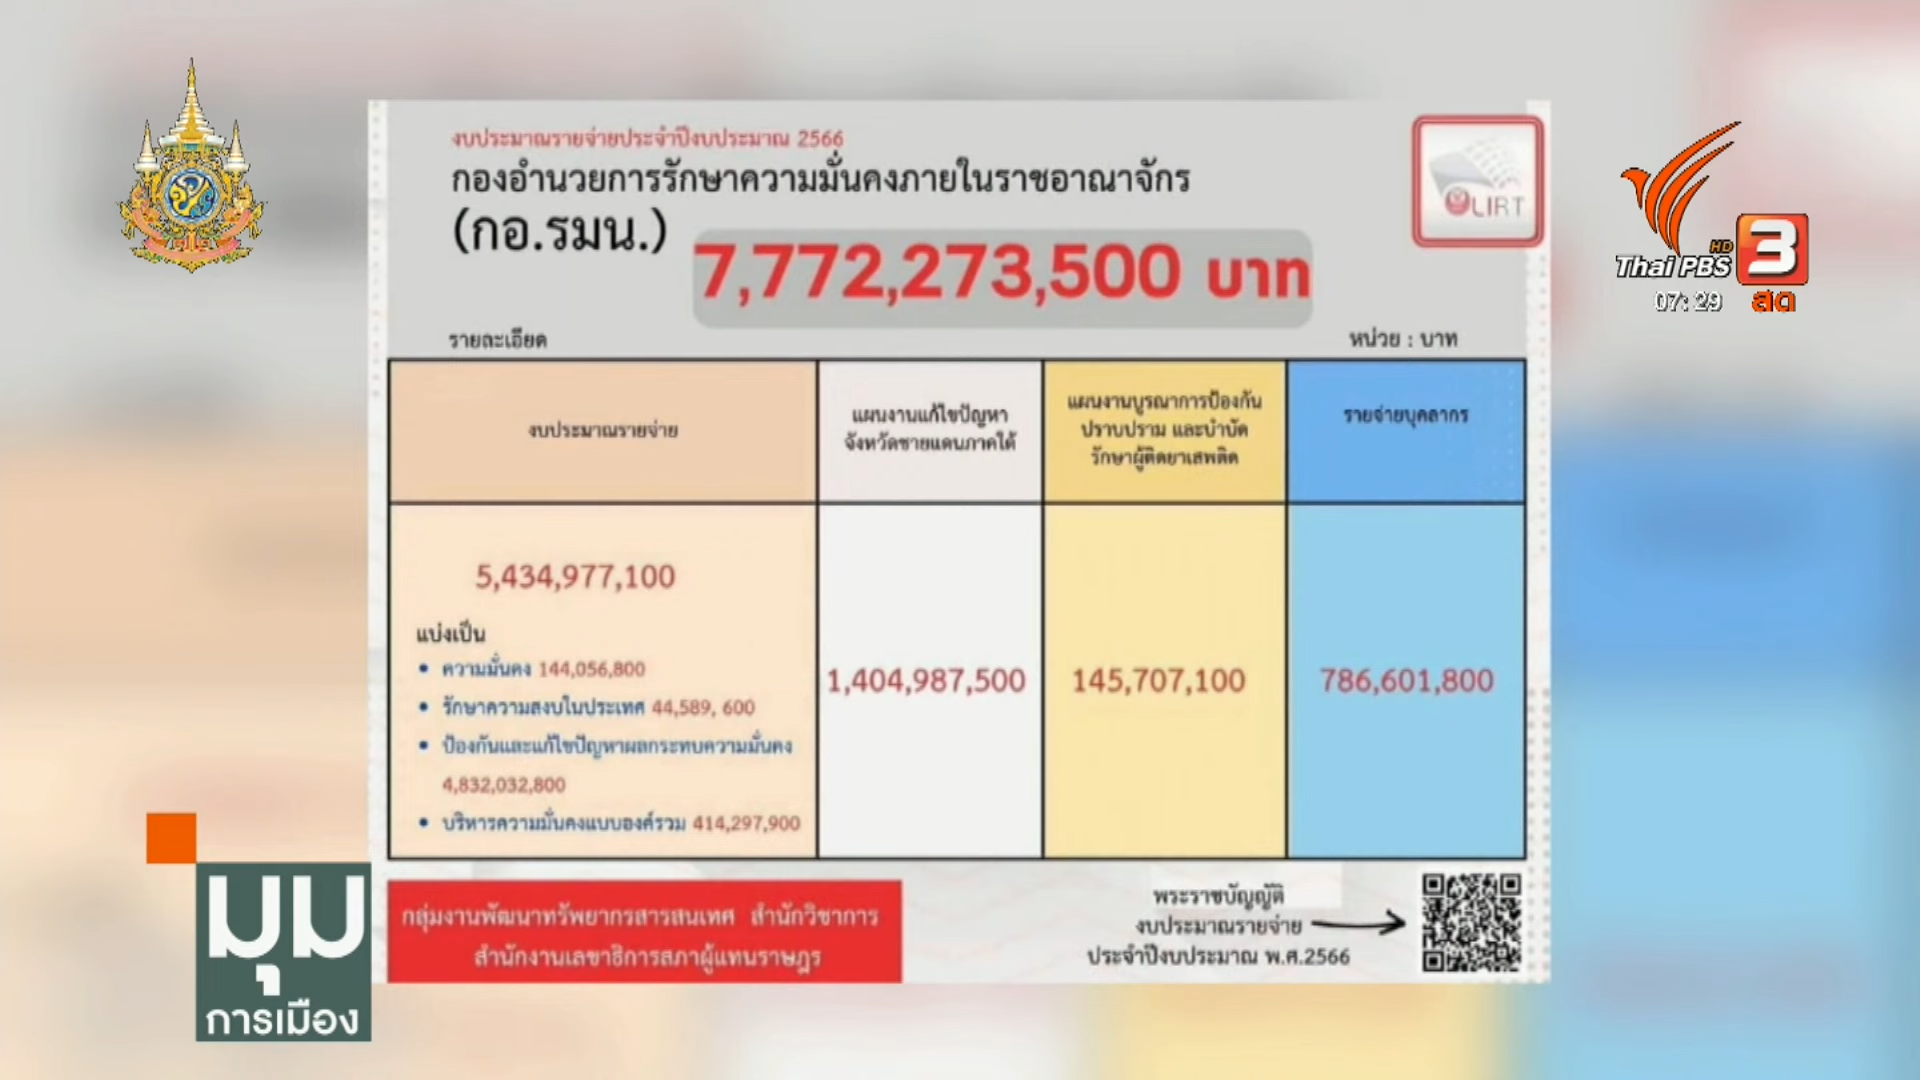 งบประมาณรายจ่ายประจำปีงบประมาณ 2566
กองอำนวยการรักษาความมั่นคงภายในราชอาณาจักร
(กอ.รมน.)
7,772,273,500 บาท
LIRT
HD
Thai PBS 3
07:29 สด
รายละเอียด
หน่วย : บาท
งบประมาณรายจ่าย
แผนงานแก้ไขปัญหา
จังหวัดชายแดนภาคใต้
แผนงานบูรณาการป้องกัน
ปราบปราม และบำบัด
รักษาผู้ติดยาเสพติด
รายจ่ายบุคลากร
5,434,977,100
แบ่งเป็น
• ความมั่นคง 144,056,800
• รักษาความสงบในประเทศ 44,589, 600
• ป้องกันและแก้ไขปัญหาผลกระทบความมั่นคง
4,832,032,800
• บริหารความมั่นคงแบบองค์รวม 414,297,900
1,404,987,500
145,707,100
786,601,800
กลุ่มงานพัฒนาทรัพยากรสารสนเทศ สำนักวิชาการ
สำนักงานเลขาธิการสภาผู้แทนราษฎร
พระราชบัญญัติ
งบประมาณรายจ่าย
ประจำปีงบประมาณ พ.ศ.2566
มุม
การเมือง